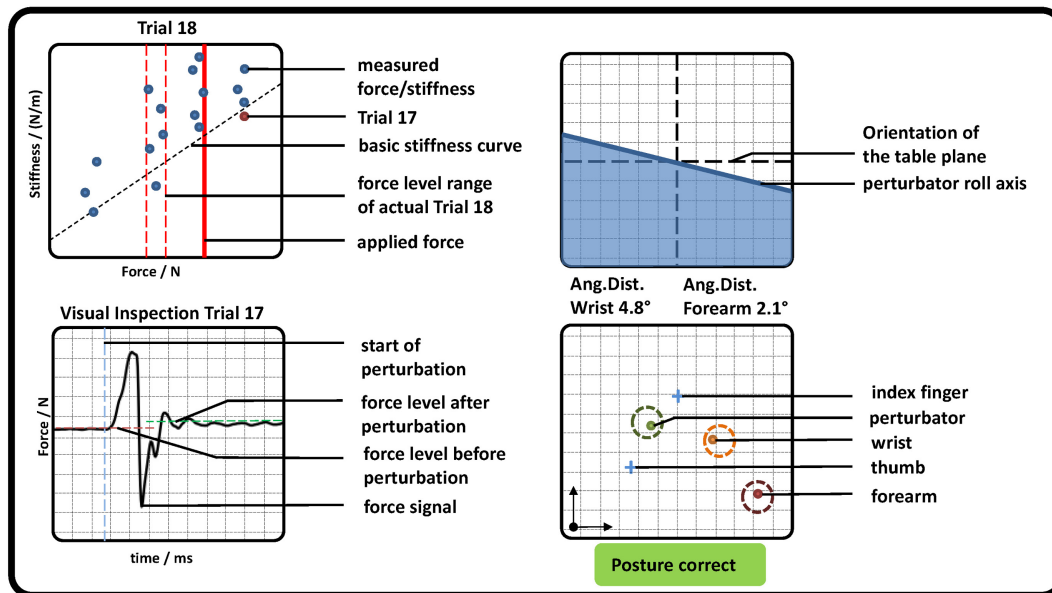 Trial 18
Stiffness / (N/m)
Force / N
measured
force/stiffness
Trial 17
basic stiffness curve
force level range
of actual Trial 18
applied force
Orientation of
the table plane
perturbator roll axis
Ang.Dist.
Wrist 4.8°
Ang.Dist.
Forearm 2.1°
Visual Inspection Trial 17
Force / N
time / ms
start of
perturbation
force level after
perturbation
force level before
perturbation
force signal
index finger
perturbator
wrist
thumb
forearm
Posture correct